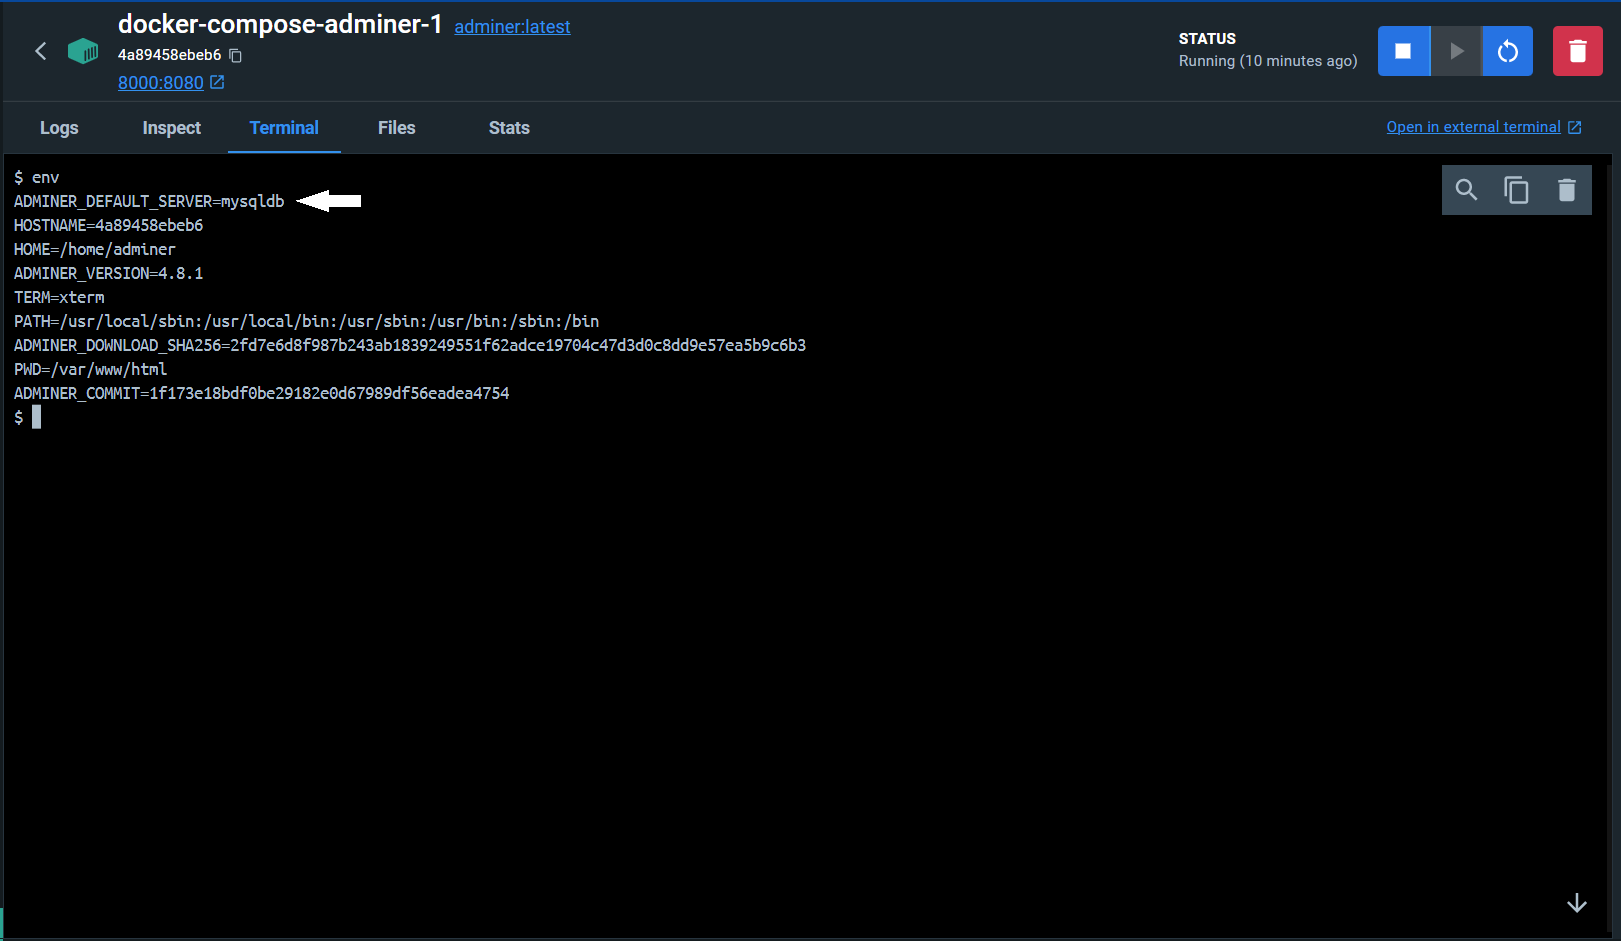 docker-compose-adminer-1 adminer:latest
4a89458ebeb6
8000:8080
STATUS
Running (10 minutes ago)
Logs Inspect Terminal Files Stats Open in external terminal
$ env
ADMINER_DEFAULT_SERVER=mysqldb
HOSTNAME=4a89458ebeb6
HOME=/home/adminer
ADMINER_VERSION=4.8.1
TERM=xterm
PATH=/usr/local/sbin:/usr/local/bin:/usr/sbin:/usr/bin:/sbin:/bin
ADMINER_DOWNLOAD_SHA256=2fd7e6d8f987b243ab1839249551f62adce19704c47d3d0c8dd9e57ea5b9c6b3
PWD=/var/www/html
ADMINER_COMMIT=1f173e18bdf0be29182e0d67989df56eadea4754
$